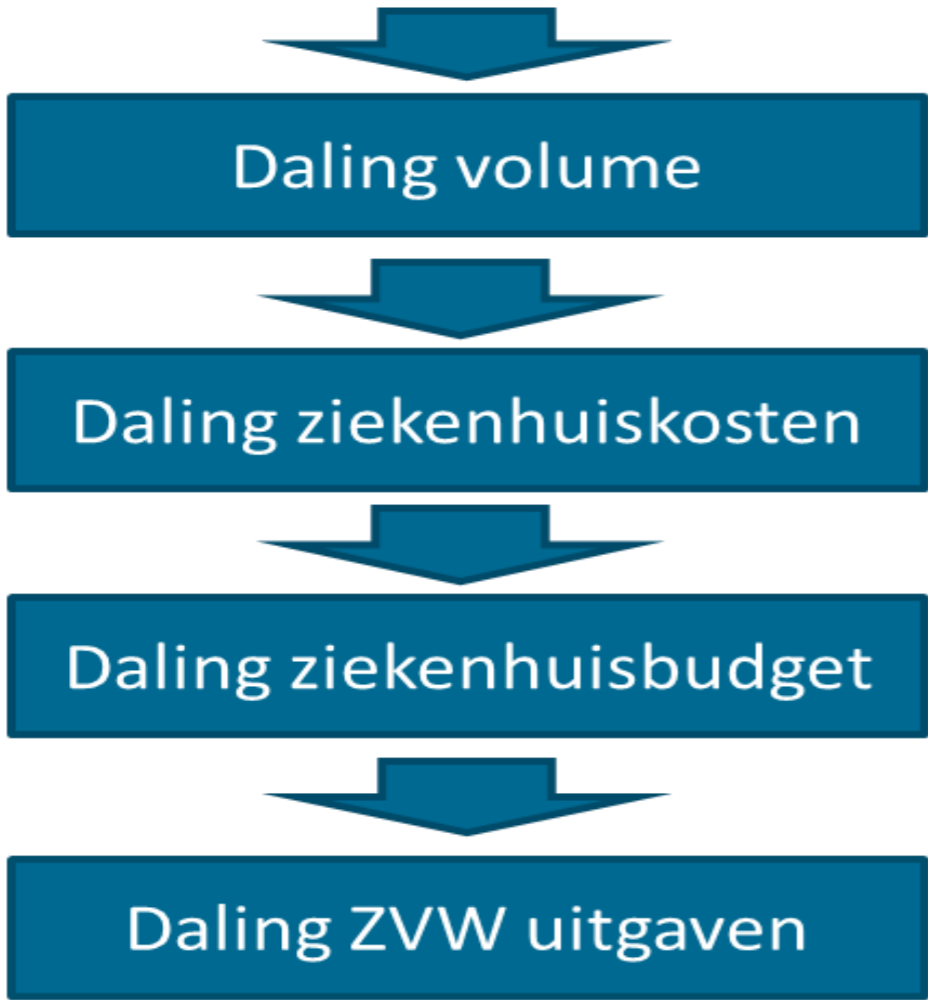 Daling volume
Daling ziekenhuiskosten
Daling ziekenhuisbudget
Daling ZVW uitgaven